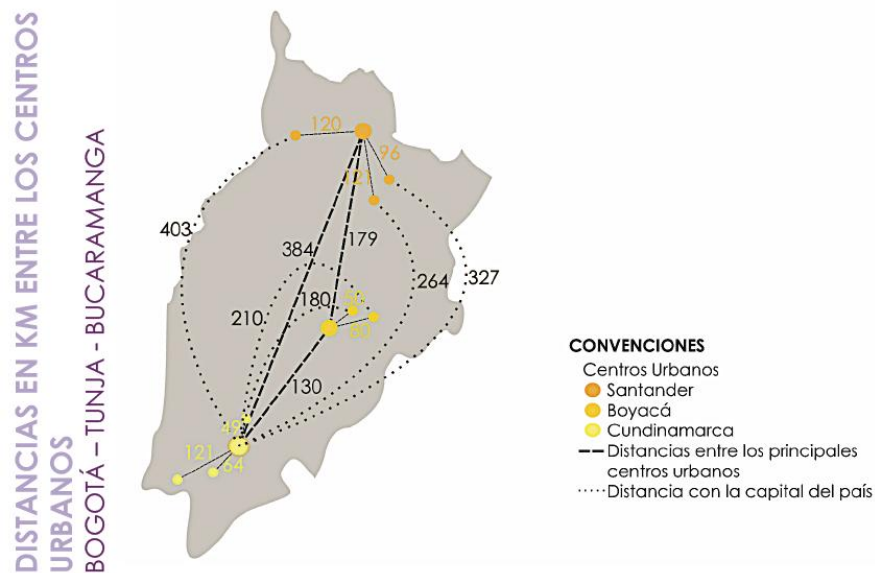 DISTANCIAS EN KM ENTRE LOS CENTROS
URBANOS
BOGOTÁ – TUNJA - BUCARAMANGA
120
96
121
403
179
384
264
327
180
210
80
130
49
121
64
CONVENCIONES
Centros Urbanos
Santander
Boyacá
Cundinamarca
Distancias entre los principales
centros urbanos
Distancia con la capital del país